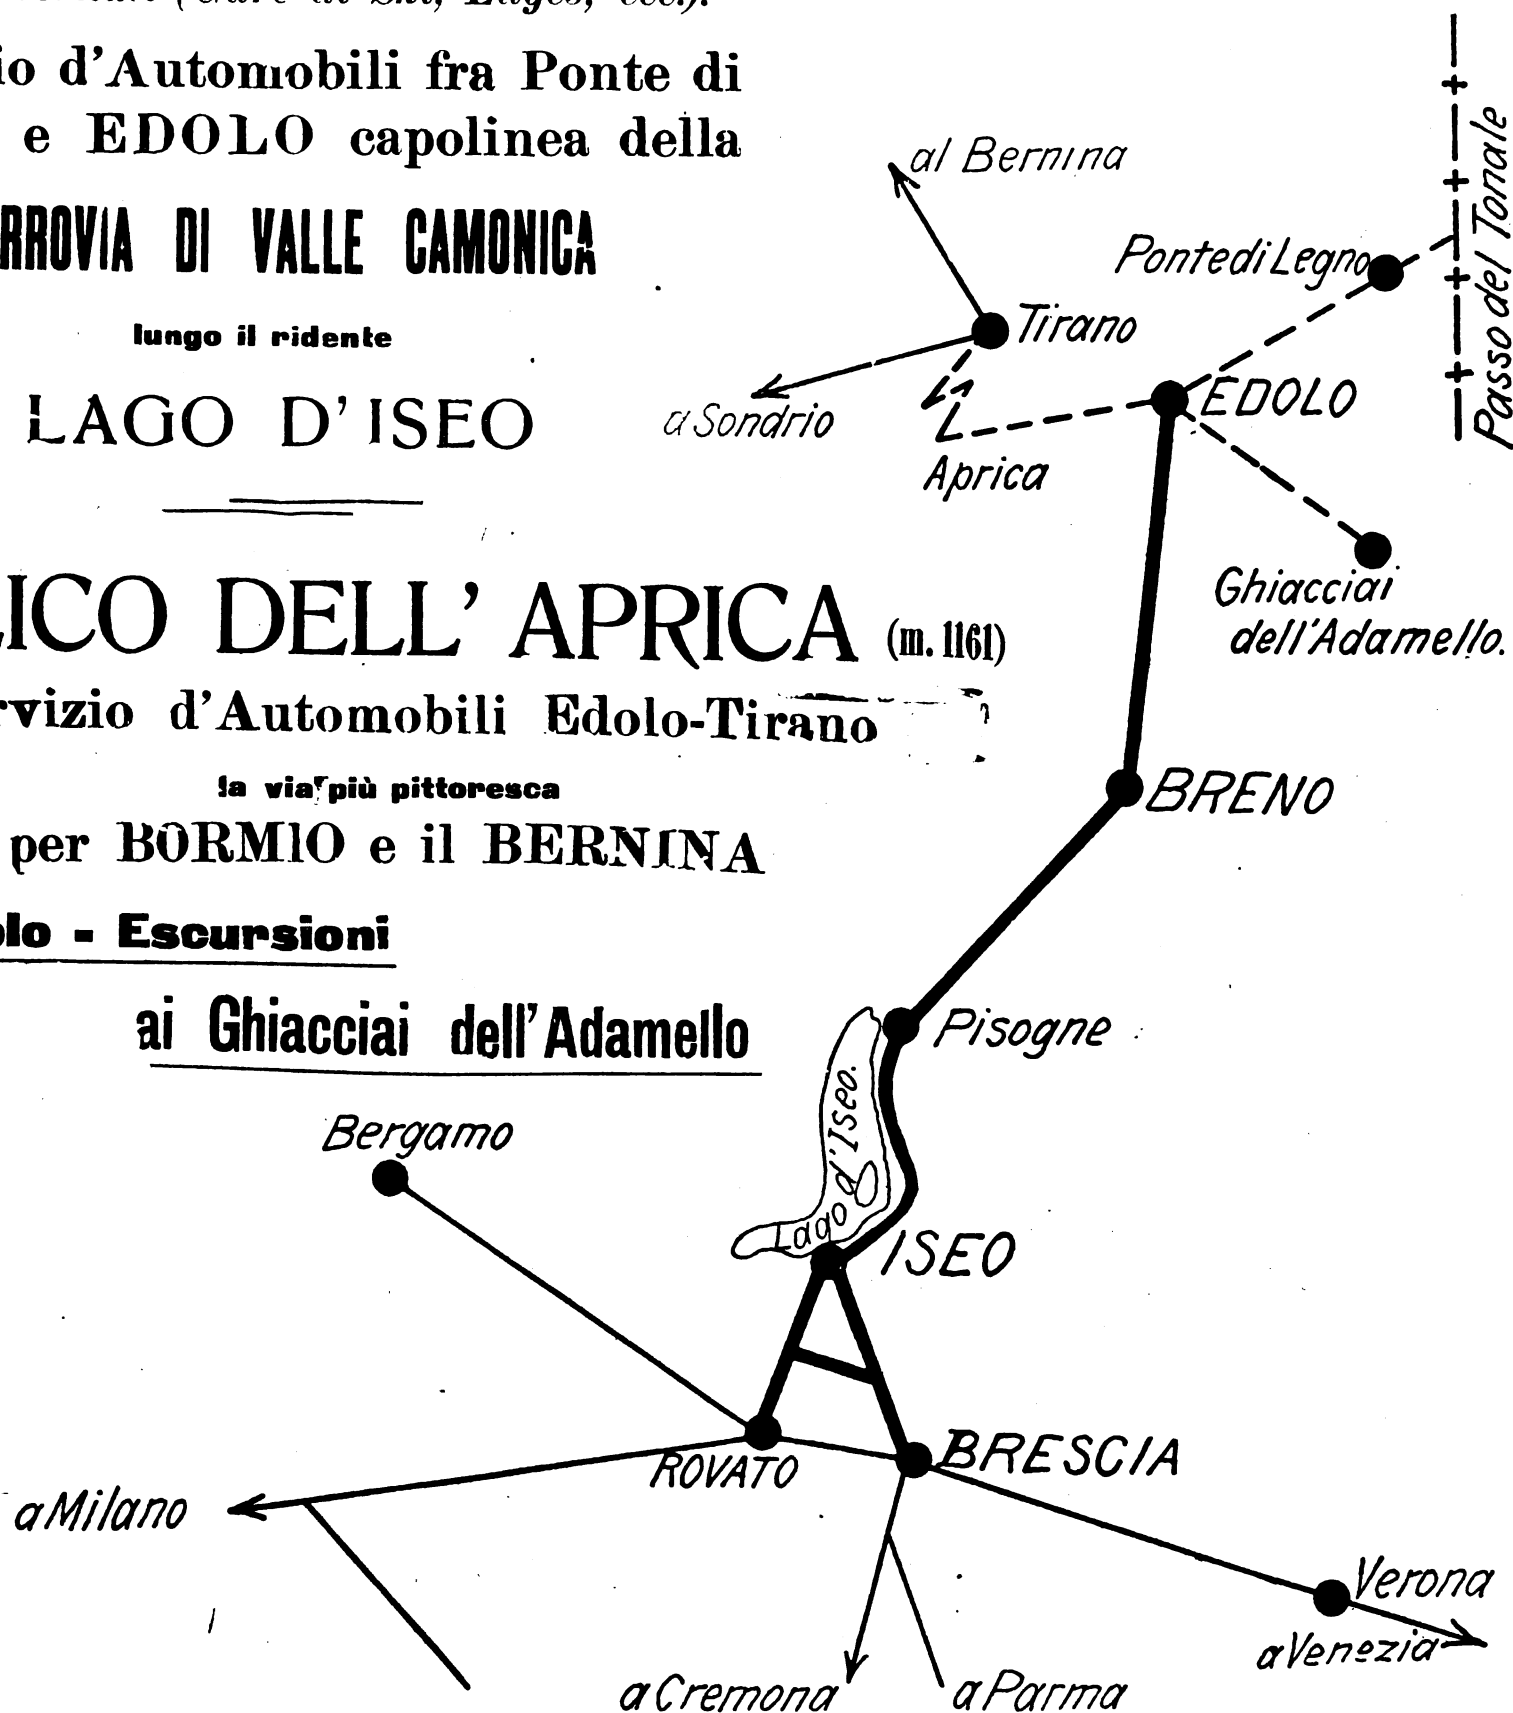 d'Automobili fra Ponte di
e EDOLO capolinea della
RROVIA DI VALLE CAMONICA
lungo il ridente
LAGO D'ISEO
LICO DELL' APRICA (m. 1161)
rvizio d'Automobili Edolo-Tirano
la via più pittoresca
per BORMIO e il BERNINA
olo - Escursioni
ai Ghiacciai dell'Adamello
al Bernina
Passo del Tonale
Ponte di Legno
Tirano
EDOLO
a Sondrio
Aprica
Ghiacciai
dell'Adamello.
BRENO
Pisogne
Lago d'Iseo.
Bergamo
ISEO
ROVATO
BRESCIA
a Milano
Verona
a Venezia
a Cremona
a Parma